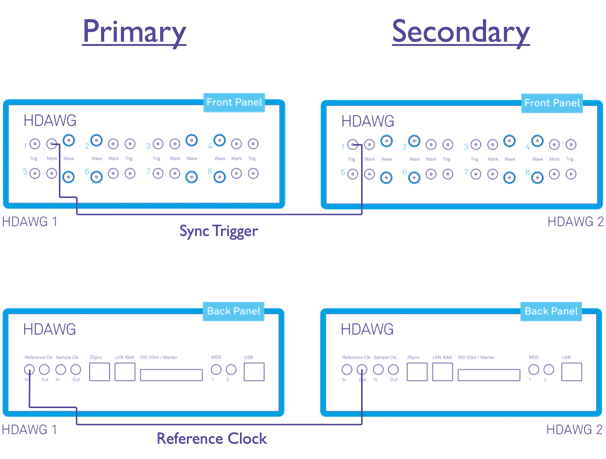 Primary
Secondary
Front Panel
HDAWG
1 2 3 4
Trig Mark Wave Wave Mark Trig Trig Mark Wave Wave Mark Trig
5 6 7 8
HDAWG 1
Front Panel
HDAWG
1 2 3 4
Trig Mark Wave Wave Mark Trig Trig Mark Wave Wave Mark Trig
5 6 7 8
HDAWG 2
Sync Trigger
Back Panel
HDAWG
Reference Clk Sample Clk ZSync LAN 1GbE DIO 32bit / Marker MDS USB
In Out In Out 1 2
HDAWG 1
Back Panel
HDAWG
Reference Clk Sample Clk ZSync LAN 1GbE DIO 32bit / Marker MDS USB
In Out In Out 1 2
HDAWG 2
Reference Clock